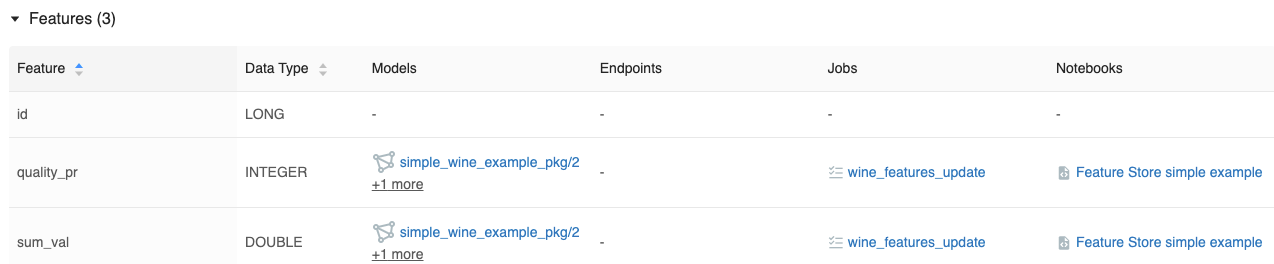 Features (3)
Feature Data Type Models Endpoints Jobs Notebooks
id LONG - - - -
quality_pr INTEGER simple_wine_example_pkg/2 - wine_features_update Feature Store simple example
+1 more
sum_val DOUBLE simple_wine_example_pkg/2 - wine_features_update Feature Store simple example
+1 more